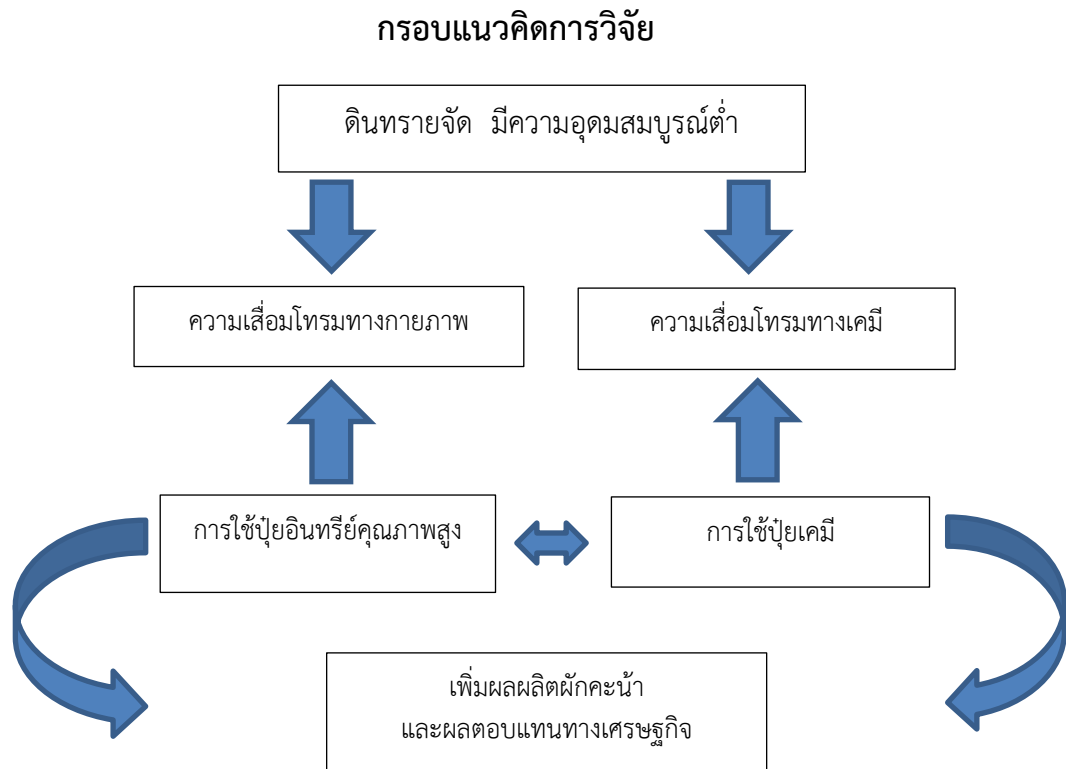 กรอบแนวคิดการวิจัย
ดินทรายจัด มีความอุดมสมบูรณ์ต่ำ
ความเสื่อมโทรมทางกายภาพ
ความเสื่อมโทรมทางเคมี
การใช้ปุ๋ยอินทรีย์คุณภาพสูง
การใช้ปุ๋ยเคมี
เพิ่มผลผลิตผักคะน้า
และผลตอบแทนทางเศรษฐกิจ